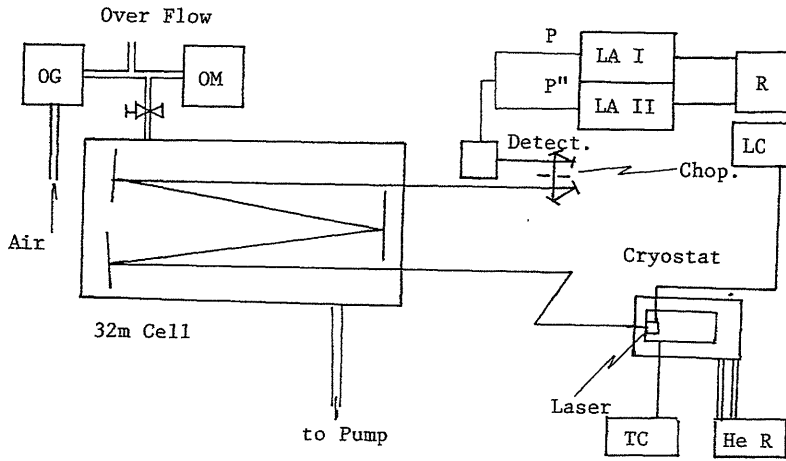 Over Flow
OG
OM
P
LA I
R
P"
LA II
Detect.
LC
Chop.
Air
Cryostat
32m Cell
Laser
to Pump
TC
He R